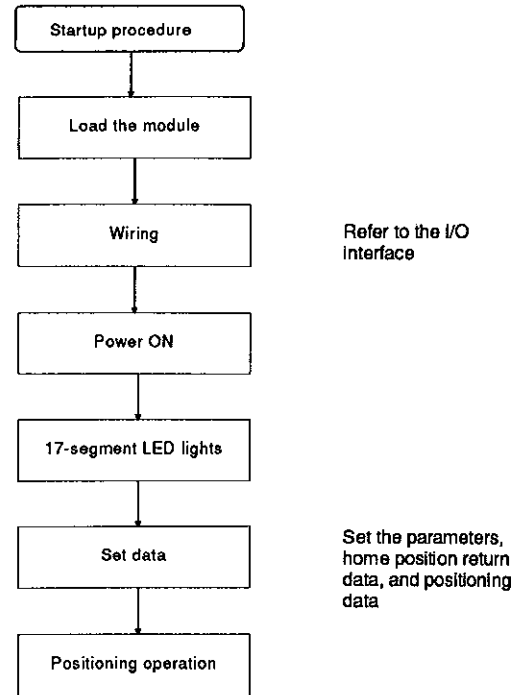 Startup procedure
Load the module
Wiring
Refer to the I/O
interface
Power ON
17-segment LED lights
Set data
Set the parameters,
home position return
data, and positioning
data
Positioning operation